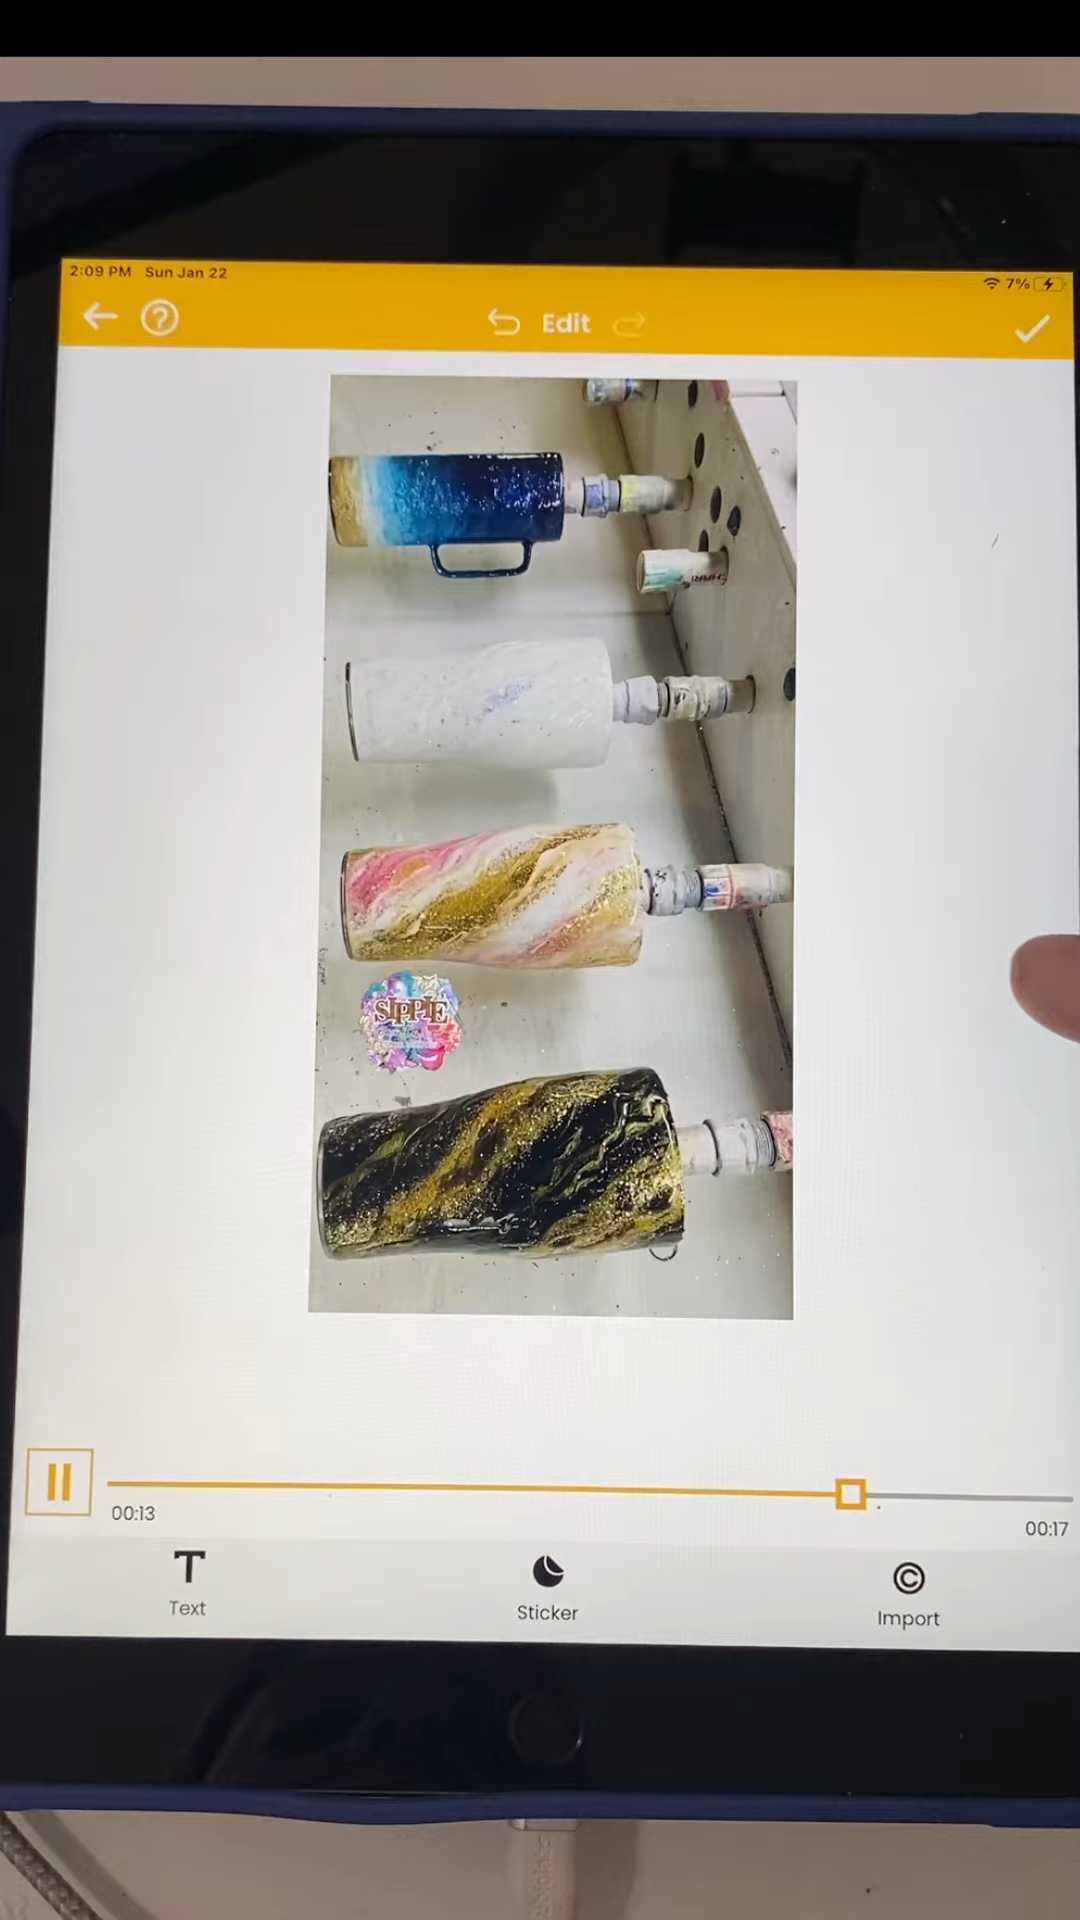 2:09 PM Sun Jan 22
7%
Edit
SIPPIE
00:13
00:17
Text
Sticker
Import